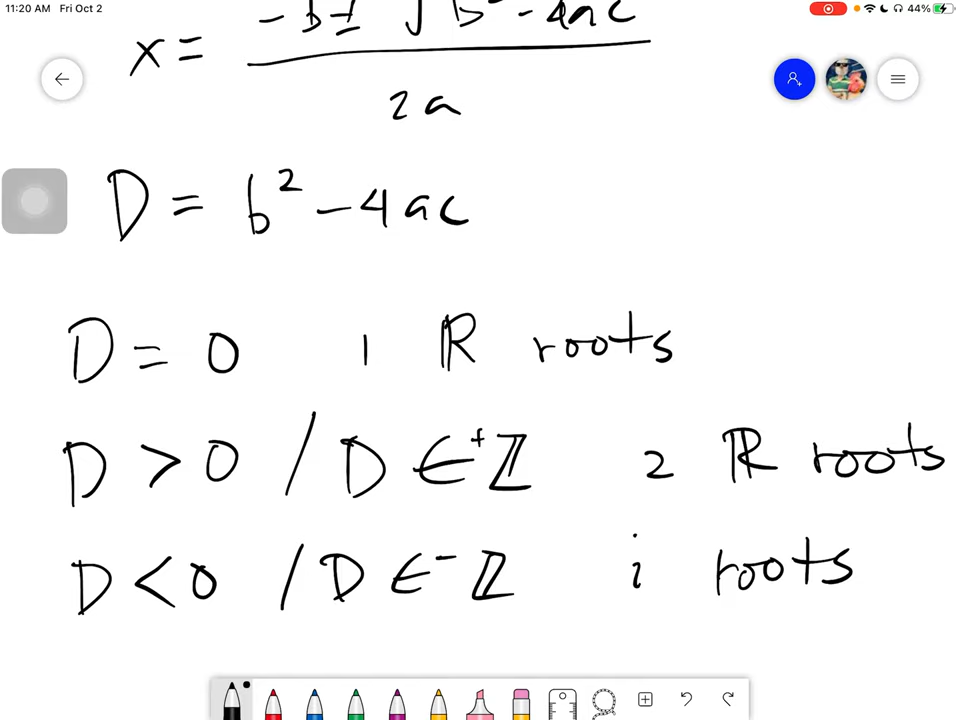 11:20 AM Fri Oct 2
44%
x = -b ± √b² - 4ac
2a
D = b² - 4ac
D = 0 1 ℝ roots
D > 0 / D ∈⁺ℤ 2 ℝ roots
D < 0 / D ∈⁻ℤ i roots